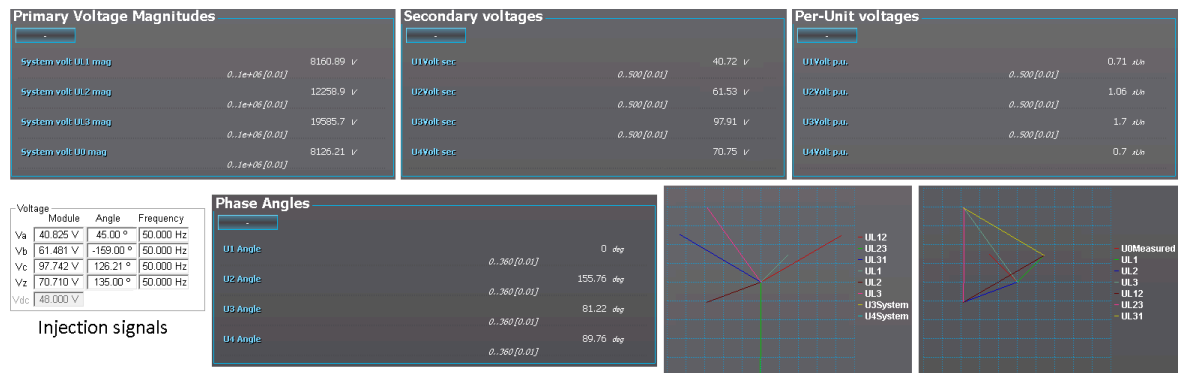 Primary Voltage Magnitudes
-
System volt UL1 mag 8160.89 V
0..1e+06 [0.01]
System volt UL2 mag 12258.9 V
0..1e+06 [0.01]
System volt UL3 mag 19585.7 V
0..1e+06 [0.01]
System volt U0 mag 8126.21 V
0..1e+06 [0.01]
Secondary voltages
-
U1Volt sec 40.72 V
0..500 [0.01]
U2Volt sec 61.53 V
0..500 [0.01]
U3Volt sec 97.91 V
0..500 [0.01]
U4Volt sec 70.75 V
Per-Unit voltages
-
U1Volt p.u. 0.71 xUn
0..500 [0.01]
U2Volt p.u. 1.06 xUn
0..500 [0.01]
U3Volt p.u. 1.7 xUn
0..500 [0.01]
U4Volt p.u. 0.7 xUn
Voltage
Module Angle Frequency
Va 40.825 V 45.00 º 50.000 Hz
Vb 61.481 V -159.00 º 50.000 Hz
Vc 97.742 V 126.21 º 50.000 Hz
Vz 70.710 V 135.00 º 50.000 Hz
Vdc 48.000 V
Injection signals
Phase Angles
-
U1 Angle 0 deg
0..360 [0.01]
U2 Angle 155.76 deg
0..360 [0.01]
U3 Angle 81.22 deg
0..360 [0.01]
U4 Angle 89.76 deg
0..360 [0.01]
UL12
UL23
UL31
UL1
UL2
UL3
U3System
U4System
U0Measured
UL1
UL2
UL3
UL12
UL23
UL31